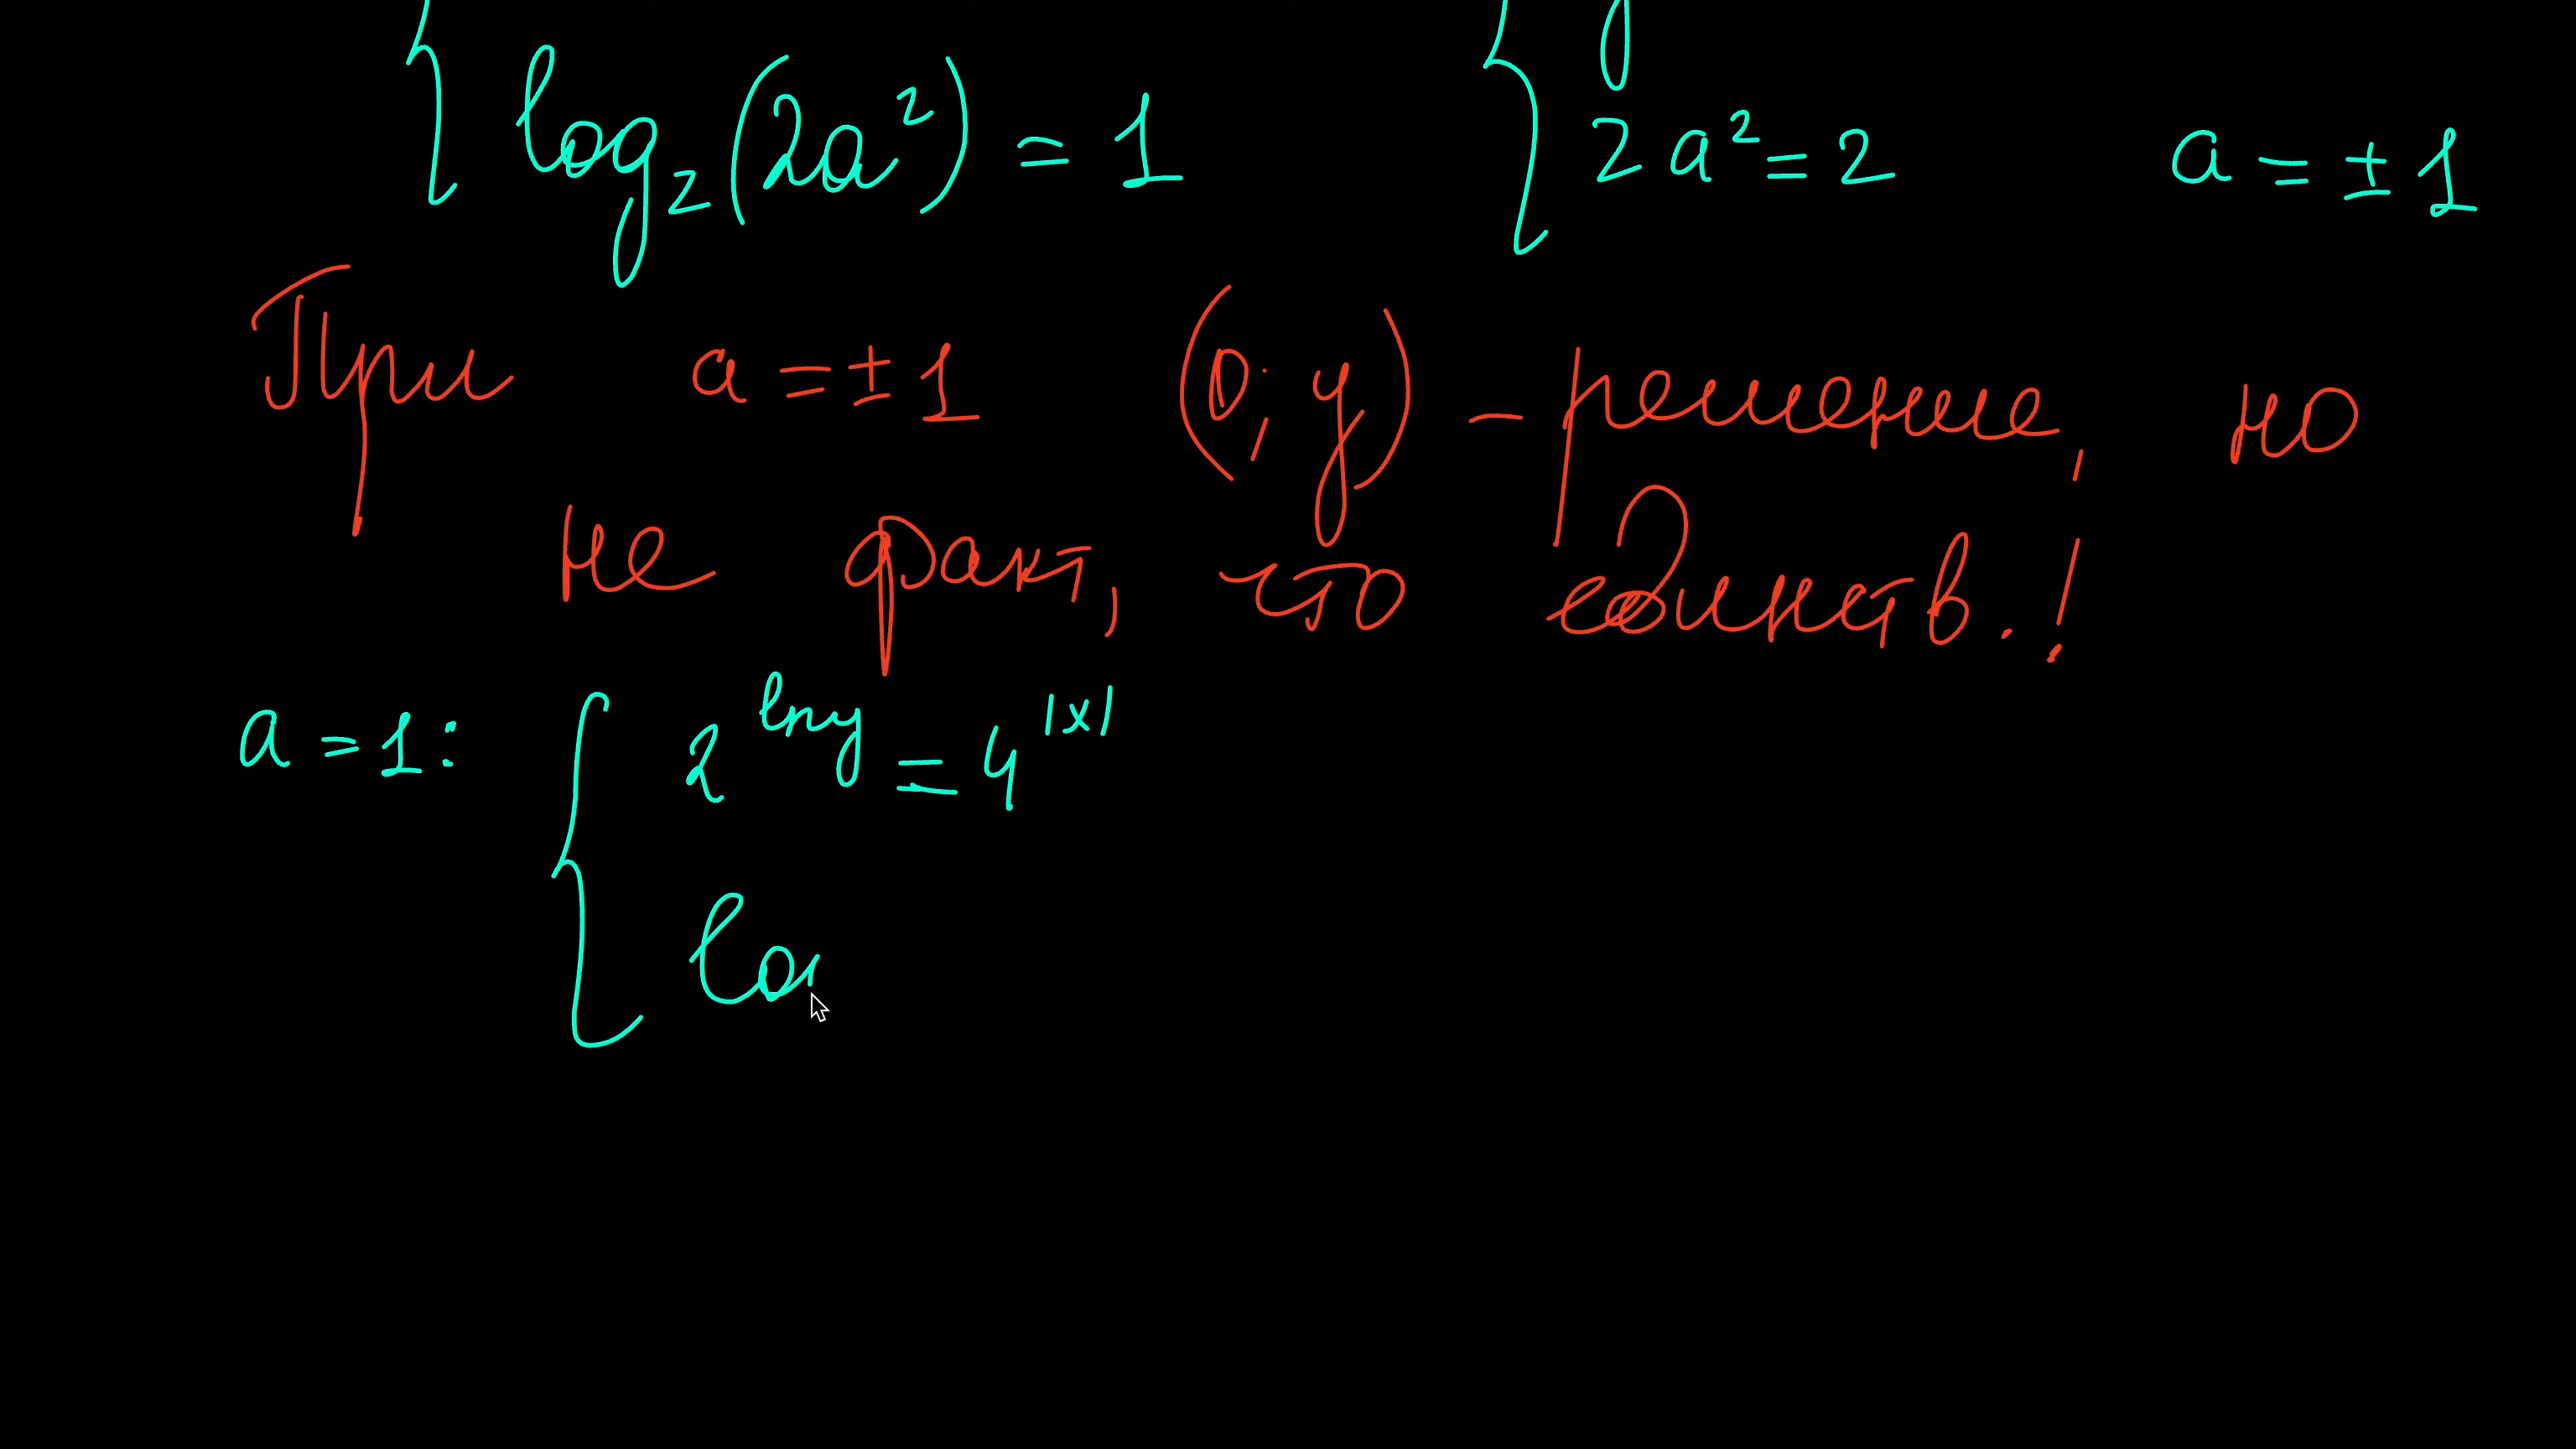 log₂(2a²) = 1
2a² = 2 a = ±1
При a = ±1 (0; y) - решение, но
не факт, что единств.!
a = 1: 2^{lny} = 4^{|x|}